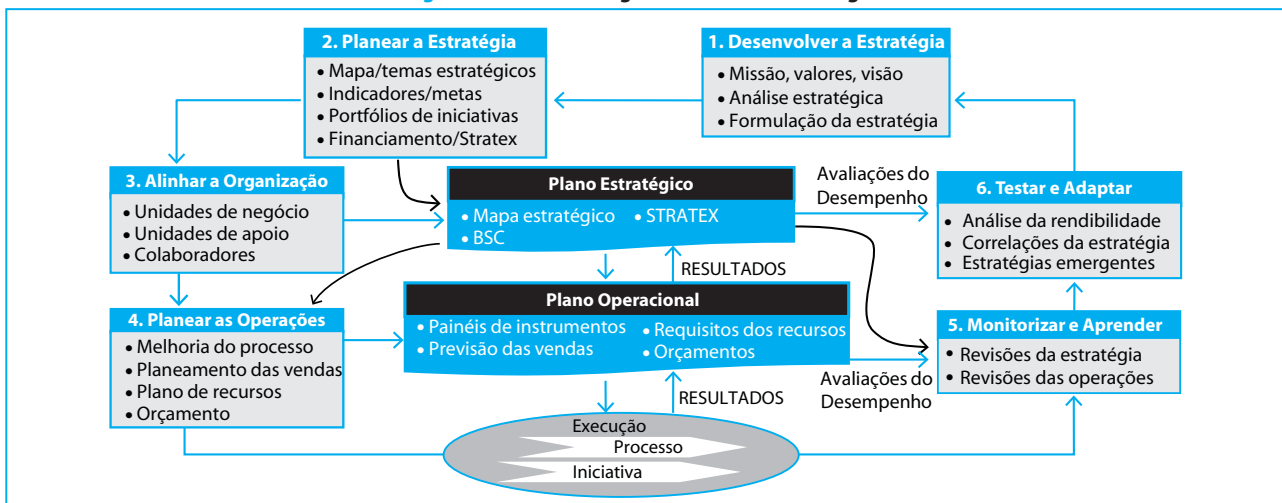 2. Planear a Estratégia
• Mapa/temas estratégicos
• Indicadores/metas
• Portfólios de iniciativas
• Financiamento/Stratex
1. Desenvolver a Estratégia
• Missão, valores, visão
• Análise estratégica
• Formulação da estratégia
3. Alinhar a Organização
• Unidades de negócio
• Unidades de apoio
• Colaboradores
Plano Estratégico
• Mapa estratégico • STRATEX
• BSC
Avaliações do
Desempenho
6. Testar e Adaptar
• Análise da rendibilidade
• Correlações da estratégia
• Estratégias emergentes
RESULTADOS
4. Planear as Operações
• Melhoria do processo
• Planeamento das vendas
• Plano de recursos
• Orçamento
Plano Operacional
• Painéis de instrumentos • Requisitos dos recursos
• Previsão das vendas • Orçamentos
5. Monitorizar e Aprender
• Revisões da estratégia
• Revisões das operações
Avaliações do
Desempenho
RESULTADOS
Execução
Processo
Iniciativa